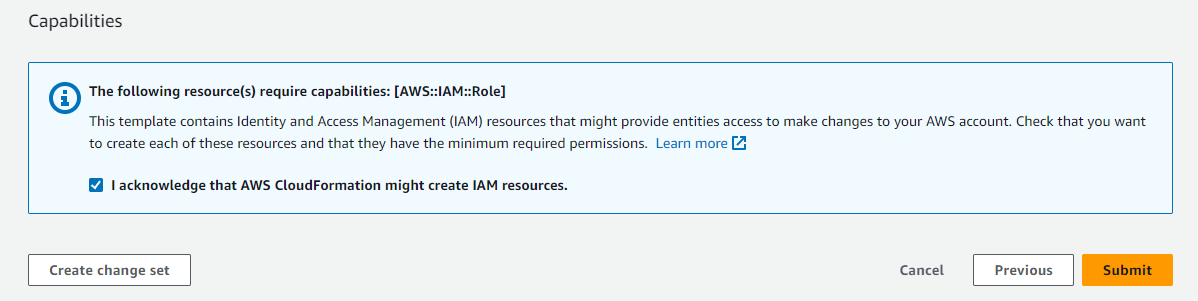 Capabilities
The following resource(s) require capabilities: [AWS::IAM::Role]
This template contains Identity and Access Management (IAM) resources that might provide entities access to make changes to your AWS account. Check that you want
to create each of these resources and that they have the minimum required permissions. Learn more
I acknowledge that AWS CloudFormation might create IAM resources.
Create change set Cancel Previous Submit